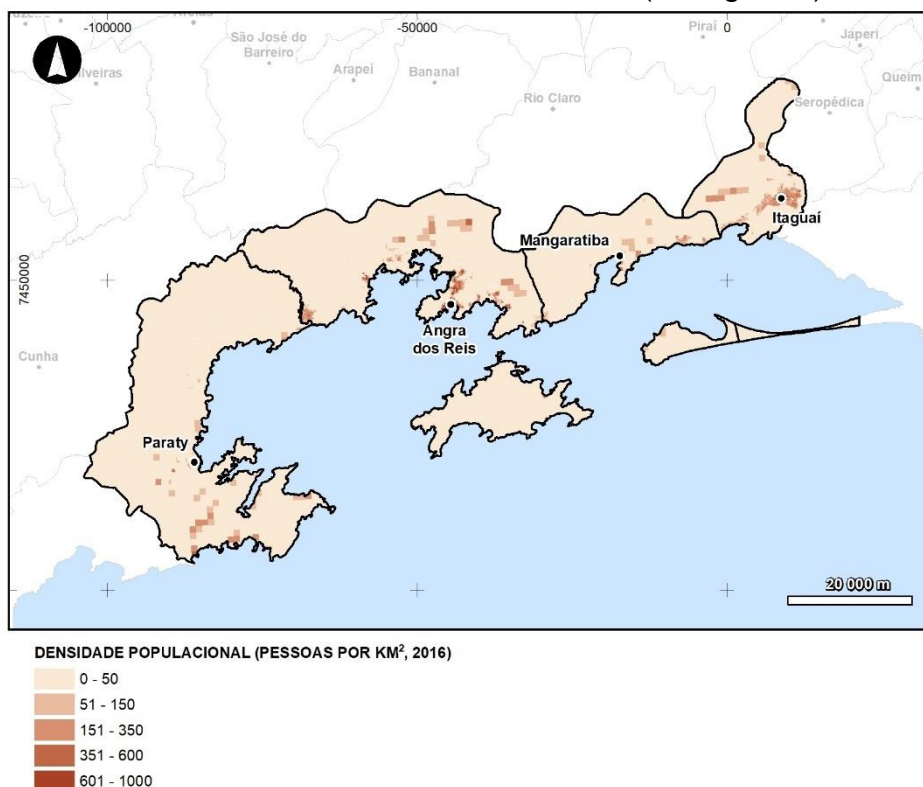 -100000
-50000
0
Piraí
Japeri
São José do
Barreiro
Arapeí
Bananal
Rio Claro
Seropédica
Itaguaí
Mangaratiba
7450000
Angra
dos Reis
Cunha
Paraty
20 000 m
DENSIDADE POPULACIONAL (PESSOAS POR KM², 2016)
0 - 50
51 - 150
151 - 350
351 - 600
601 - 1000